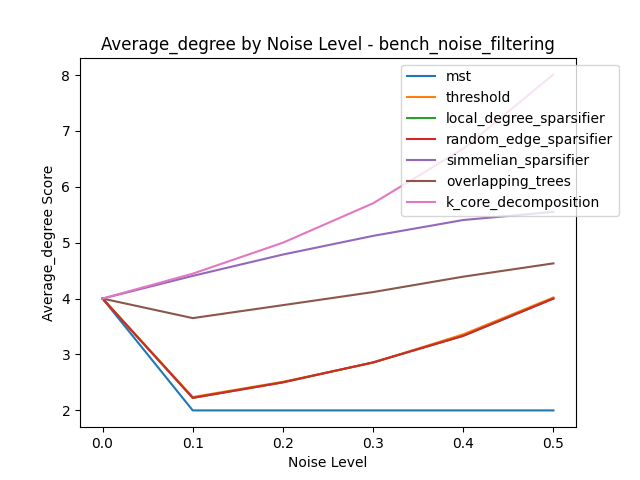 Average_degree by Noise Level - bench_noise_filtering
mst
threshold
local_degree_sparsifier
random_edge_sparsifier
simmelian_sparsifier
overlapping_trees
k_core_decomposition
Average_degree Score
8
7
6
5
4
3
2
0.0 0.1 0.2 0.3 0.4 0.5
Noise Level